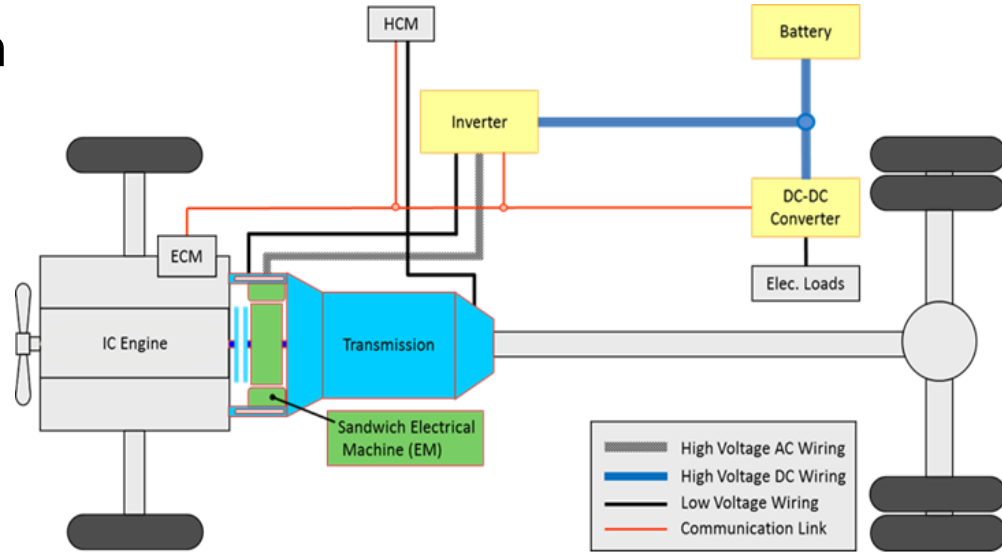 HCM
Battery
Inverter
DC-DC
Converter
ECM
Elec. Loads
IC Engine
Transmission
Sandwich Electrical
Machine (EM)
High Voltage AC Wiring
High Voltage DC Wiring
Low Voltage Wiring
Communication Link